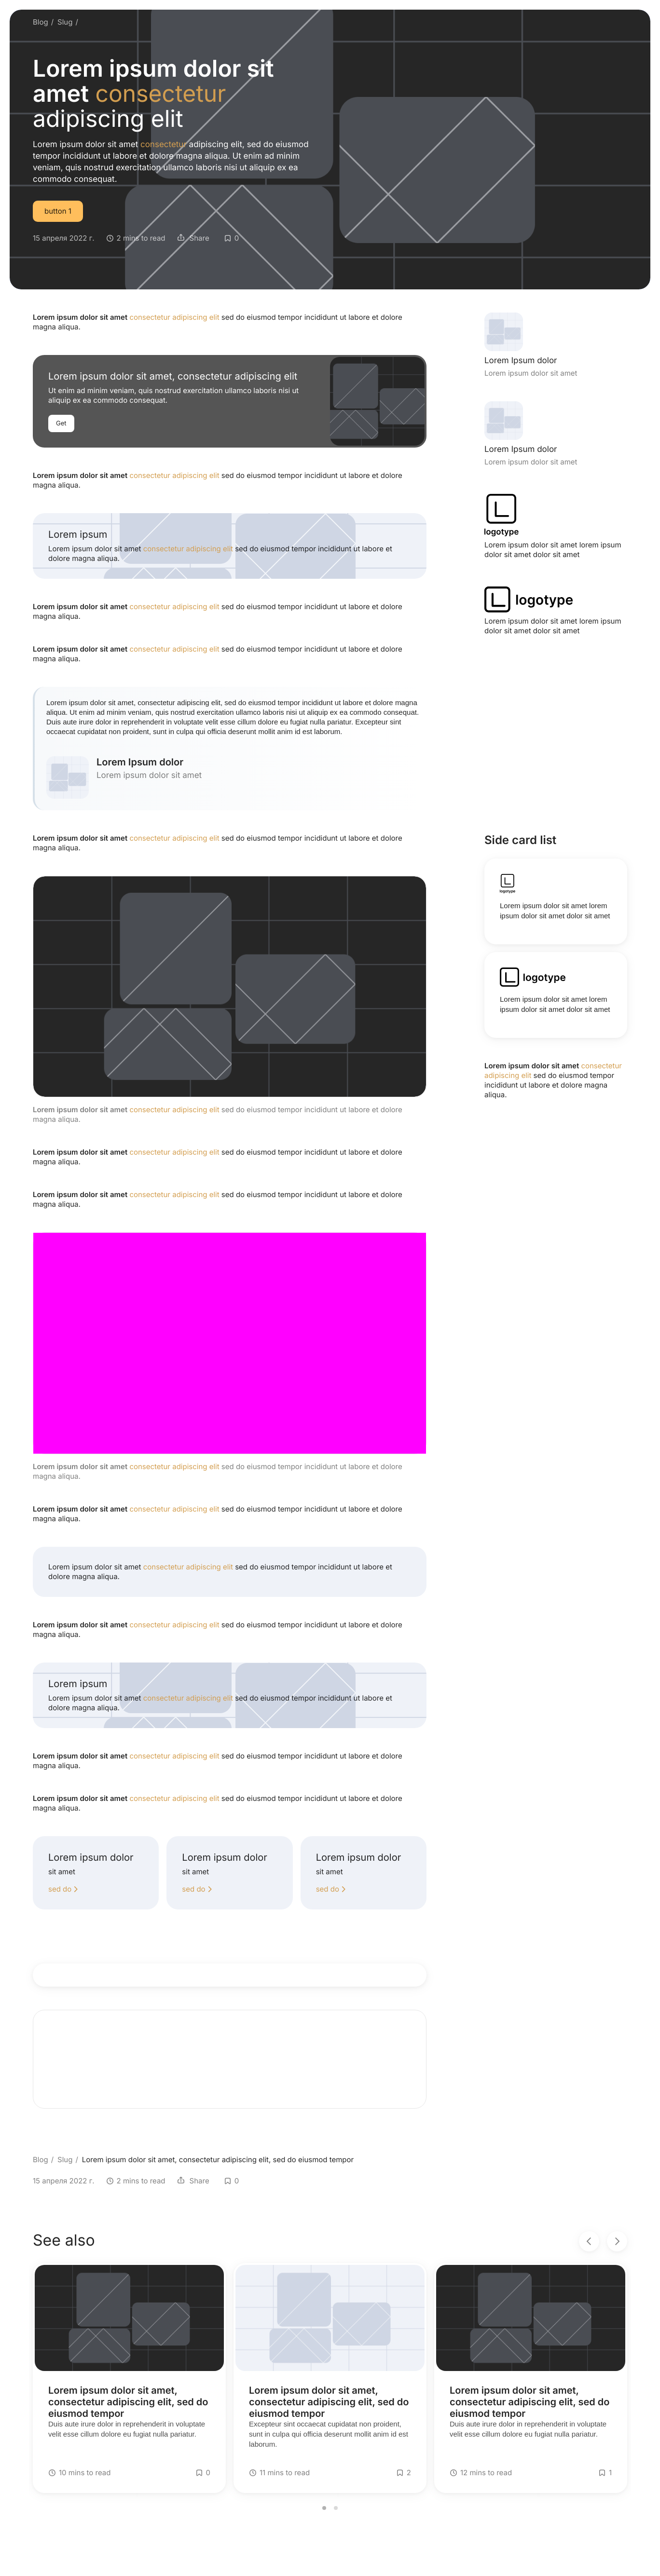 Blog / Slug /
Lorem ipsum dolor sit
amet consectetur
adipiscing elit
Lorem ipsum dolor sit amet consectetur adipiscing elit, sed do eiusmod
tempor incididunt ut labore et dolore magna aliqua. Ut enim ad minim
veniam, quis nostrud exercitation ullamco laboris nisi ut aliquip ex ea
commodo consequat.
button 1
15 апреля 2022 г. 2 mins to read Share 0
Lorem ipsum dolor sit amet consectetur adipiscing elit sed do eiusmod tempor incididunt ut labore et dolore
magna aliqua.
Lorem ipsum dolor sit amet, consectetur adipiscing elit
Ut enim ad minim veniam, quis nostrud exercitation ullamco laboris nisi ut
aliquip ex ea commodo consequat.
Get
Lorem ipsum dolor sit amet consectetur adipiscing elit sed do eiusmod tempor incididunt ut labore et dolore
magna aliqua.
Lorem ipsum
Lorem ipsum dolor sit amet consectetur adipiscing elit sed do eiusmod tempor incididunt ut labore et
dolore magna aliqua.
Lorem ipsum dolor sit amet consectetur adipiscing elit sed do eiusmod tempor incididunt ut labore et dolore
magna aliqua.
Lorem ipsum dolor sit amet consectetur adipiscing elit sed do eiusmod tempor incididunt ut labore et dolore
magna aliqua.
Lorem ipsum dolor sit amet, consectetur adipiscing elit, sed do eiusmod tempor incididunt ut labore et dolore magna
aliqua. Ut enim ad minim veniam, quis nostrud exercitation ullamco laboris nisi ut aliquip ex ea commodo consequat.
Duis aute irure dolor in reprehenderit in voluptate velit esse cillum dolore eu fugiat nulla pariatur. Excepteur sint
occaecat cupidatat non proident, sunt in culpa qui officia deserunt mollit anim id est laborum.
Lorem Ipsum dolor
Lorem ipsum dolor sit amet
Lorem ipsum dolor sit amet consectetur adipiscing elit sed do eiusmod tempor incididunt ut labore et dolore
magna aliqua.
Lorem ipsum dolor sit amet consectetur adipiscing elit sed do eiusmod tempor incididunt ut labore et dolore
magna aliqua.
Lorem ipsum dolor sit amet consectetur adipiscing elit sed do eiusmod tempor incididunt ut labore et dolore
magna aliqua.
Lorem ipsum dolor sit amet consectetur adipiscing elit sed do eiusmod tempor incididunt ut labore et dolore
magna aliqua.
Lorem ipsum dolor sit amet consectetur adipiscing elit sed do eiusmod tempor incididunt ut labore et dolore
magna aliqua.
Lorem ipsum dolor sit amet consectetur adipiscing elit sed do eiusmod tempor incididunt ut labore et dolore
magna aliqua.
Lorem ipsum dolor sit amet consectetur adipiscing elit sed do eiusmod tempor incididunt ut labore et
dolore magna aliqua.
Lorem ipsum dolor sit amet consectetur adipiscing elit sed do eiusmod tempor incididunt ut labore et dolore
magna aliqua.
Lorem ipsum
Lorem ipsum dolor sit amet consectetur adipiscing elit sed do eiusmod tempor incididunt ut labore et
dolore magna aliqua.
Lorem ipsum dolor sit amet consectetur adipiscing elit sed do eiusmod tempor incididunt ut labore et dolore
magna aliqua.
Lorem ipsum dolor sit amet consectetur adipiscing elit sed do eiusmod tempor incididunt ut labore et dolore
magna aliqua.
Lorem ipsum dolor
sit amet
sed do
Lorem ipsum dolor
sit amet
sed do
Lorem ipsum dolor
sit amet
sed do
Lorem Ipsum dolor
Lorem ipsum dolor sit amet
Lorem Ipsum dolor
Lorem ipsum dolor sit amet
logotype
Lorem ipsum dolor sit amet lorem ipsum
dolor sit amet dolor sit amet
logotype
Lorem ipsum dolor sit amet lorem ipsum
dolor sit amet dolor sit amet
Side card list
logotype
Lorem ipsum dolor sit amet lorem
ipsum dolor sit amet dolor sit amet
logotype
Lorem ipsum dolor sit amet lorem
ipsum dolor sit amet dolor sit amet
Lorem ipsum dolor sit amet consectetur
adipiscing elit sed do eiusmod tempor
incididunt ut labore et dolore magna
aliqua.
Blog / Slug / Lorem ipsum dolor sit amet, consectetur adipiscing elit, sed do eiusmod tempor
15 апреля 2022 г. 2 mins to read Share 0
See also
Lorem ipsum dolor sit amet,
consectetur adipiscing elit, sed do
eiusmod tempor
Duis aute irure dolor in reprehenderit in voluptate
velit esse cillum dolore eu fugiat nulla pariatur.
10 mins to read 0
Lorem ipsum dolor sit amet,
consectetur adipiscing elit, sed do
eiusmod tempor
Excepteur sint occaecat cupidatat non proident,
sunt in culpa qui officia deserunt mollit anim id est
laborum.
11 mins to read 2
Lorem ipsum dolor sit amet,
consectetur adipiscing elit, sed do
eiusmod tempor
Duis aute irure dolor in reprehenderit in voluptate
velit esse cillum dolore eu fugiat nulla pariatur.
12 mins to read 1